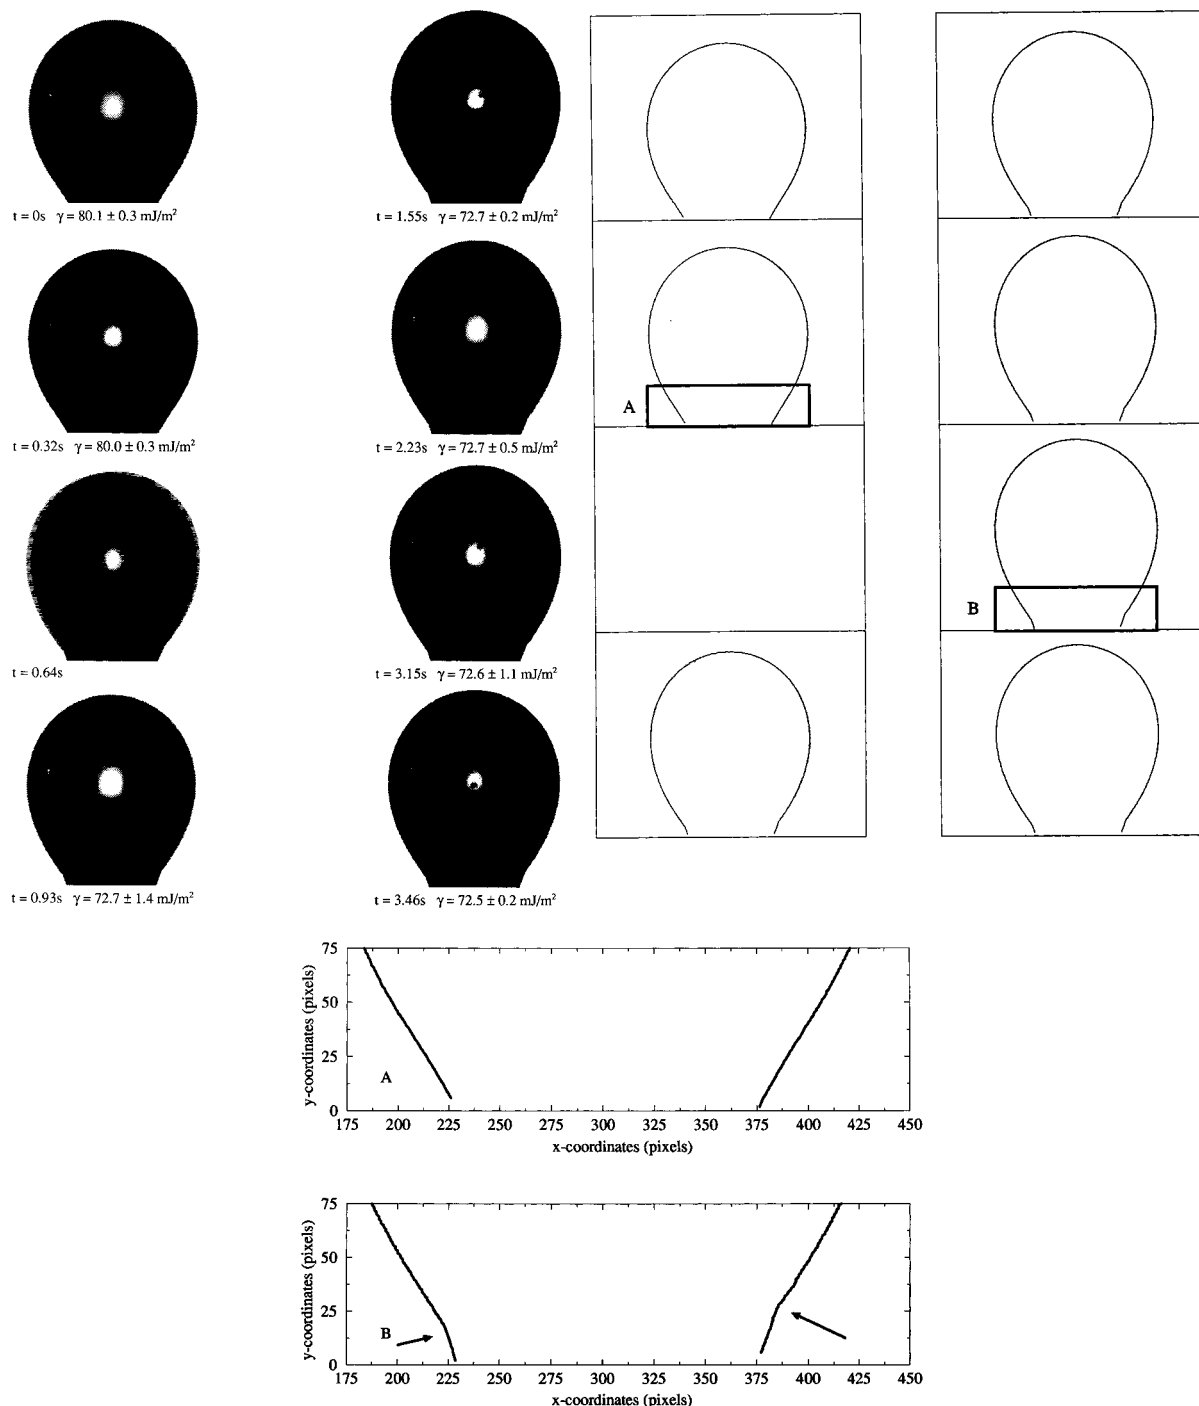 t = 0s γ = 80.1 ± 0.3 mJ/m²
t = 0.32s γ = 80.0 ± 0.3 mJ/m²
t = 0.64s
t = 0.93s γ = 72.7 ± 1.4 mJ/m²
t = 1.55s γ = 72.7 ± 0.2 mJ/m²
t = 2.23s γ = 72.7 ± 0.5 mJ/m²
t = 3.15s γ = 72.6 ± 1.1 mJ/m²
t = 3.46s γ = 72.5 ± 0.2 mJ/m²
A
B
y-coordinates (pixels)
75
50
25
0
A
175 200 225 250 275 300 325 350 375 400 425 450
x-coordinates (pixels)
y-coordinates (pixels)
75
50
25
0
B
175 200 225 250 275 300 325 350 375 400 425 450
x-coordinates (pixels)